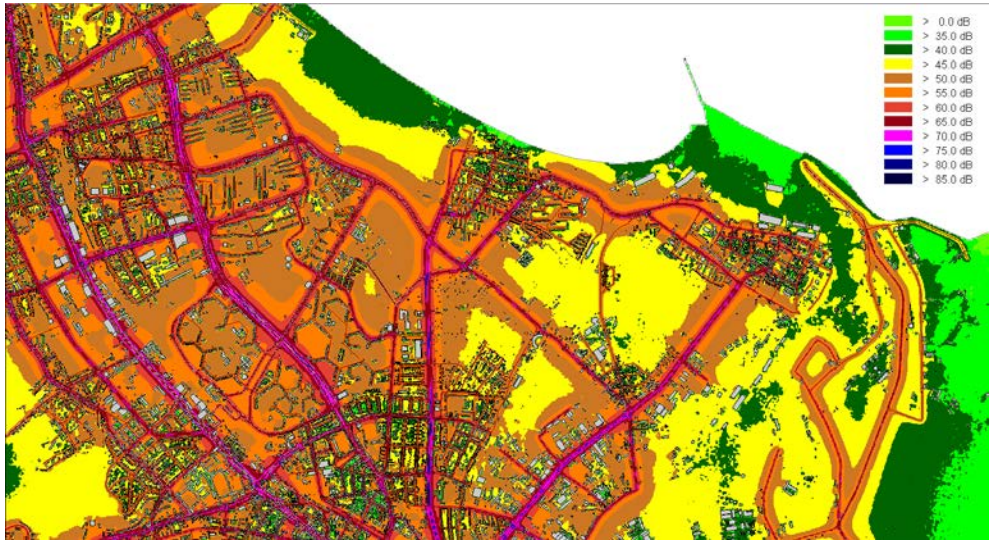 > 0.0 dB
> 35.0 dB
> 40.0 dB
> 45.0 dB
> 50.0 dB
> 55.0 dB
> 60.0 dB
> 65.0 dB
> 70.0 dB
> 75.0 dB
> 80.0 dB
> 85.0 dB